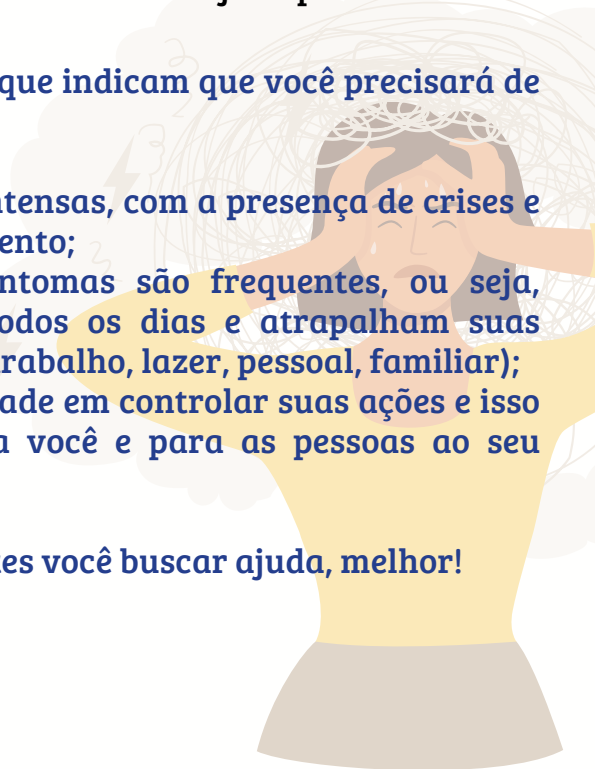 que indicam que você precisará de
ntensas, com a presença de crises e
ento;
ntomas são frequentes, ou seja,
odos os dias e atrapalham suas
rabalho, lazer, pessoal, familiar);
ade em controlar suas ações e isso
a você e para as pessoas ao seu
es você buscar ajuda, melhor!